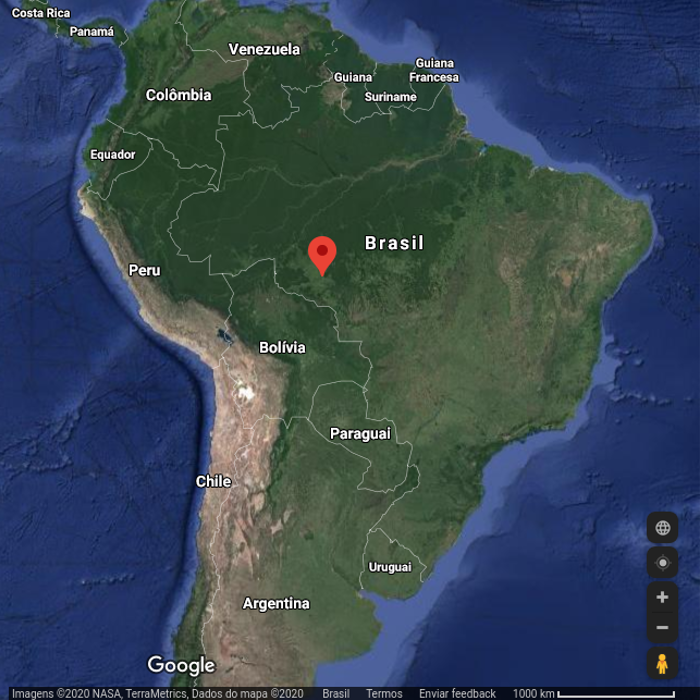 Costa Rica
Panamá
Venezuela
Guiana
Guiana
Francesa
Suriname
Colômbia
Equador
Brasil
Peru
Bolívia
Paraguai
Chile
Uruguai
Argentina
Google
Imagens ©2020 NASA, TerraMetrics, Dados do mapa ©2020 Brasil Termos Enviar feedback 1000 km